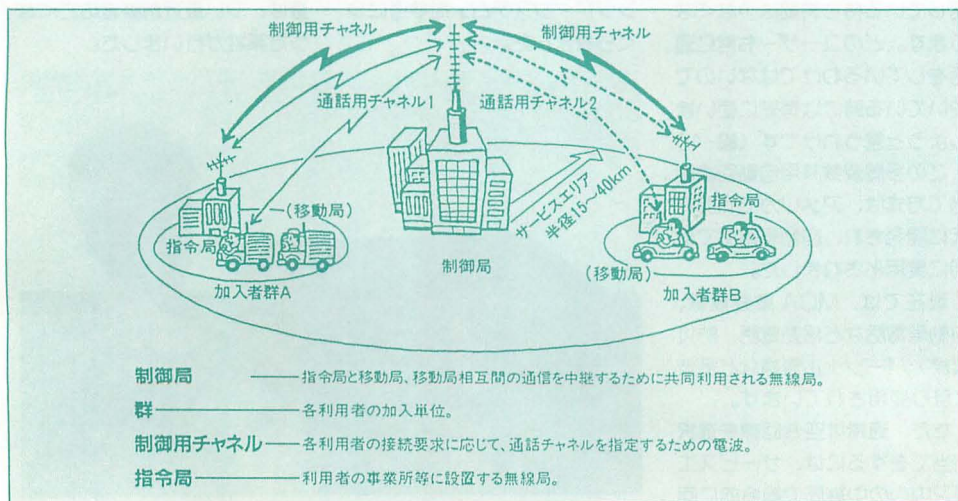 制御用チャネル
制御用チャネル
通話用チャネル1
通話用チャネル2
サービスエリア
半径15〜40km
指令局
(移動局)
加入者群A
制御局
指令局
(移動局)
加入者群B
制御局——指令局と移動局、移動局相互間の通信を中継するために共同利用される無線局。
群——各利用者の加入単位。
制御用チャネル——各利用者の接続要求に応じて、通話チャネルを指定するための電波。
指令局——利用者の事業所等に設置する無線局。